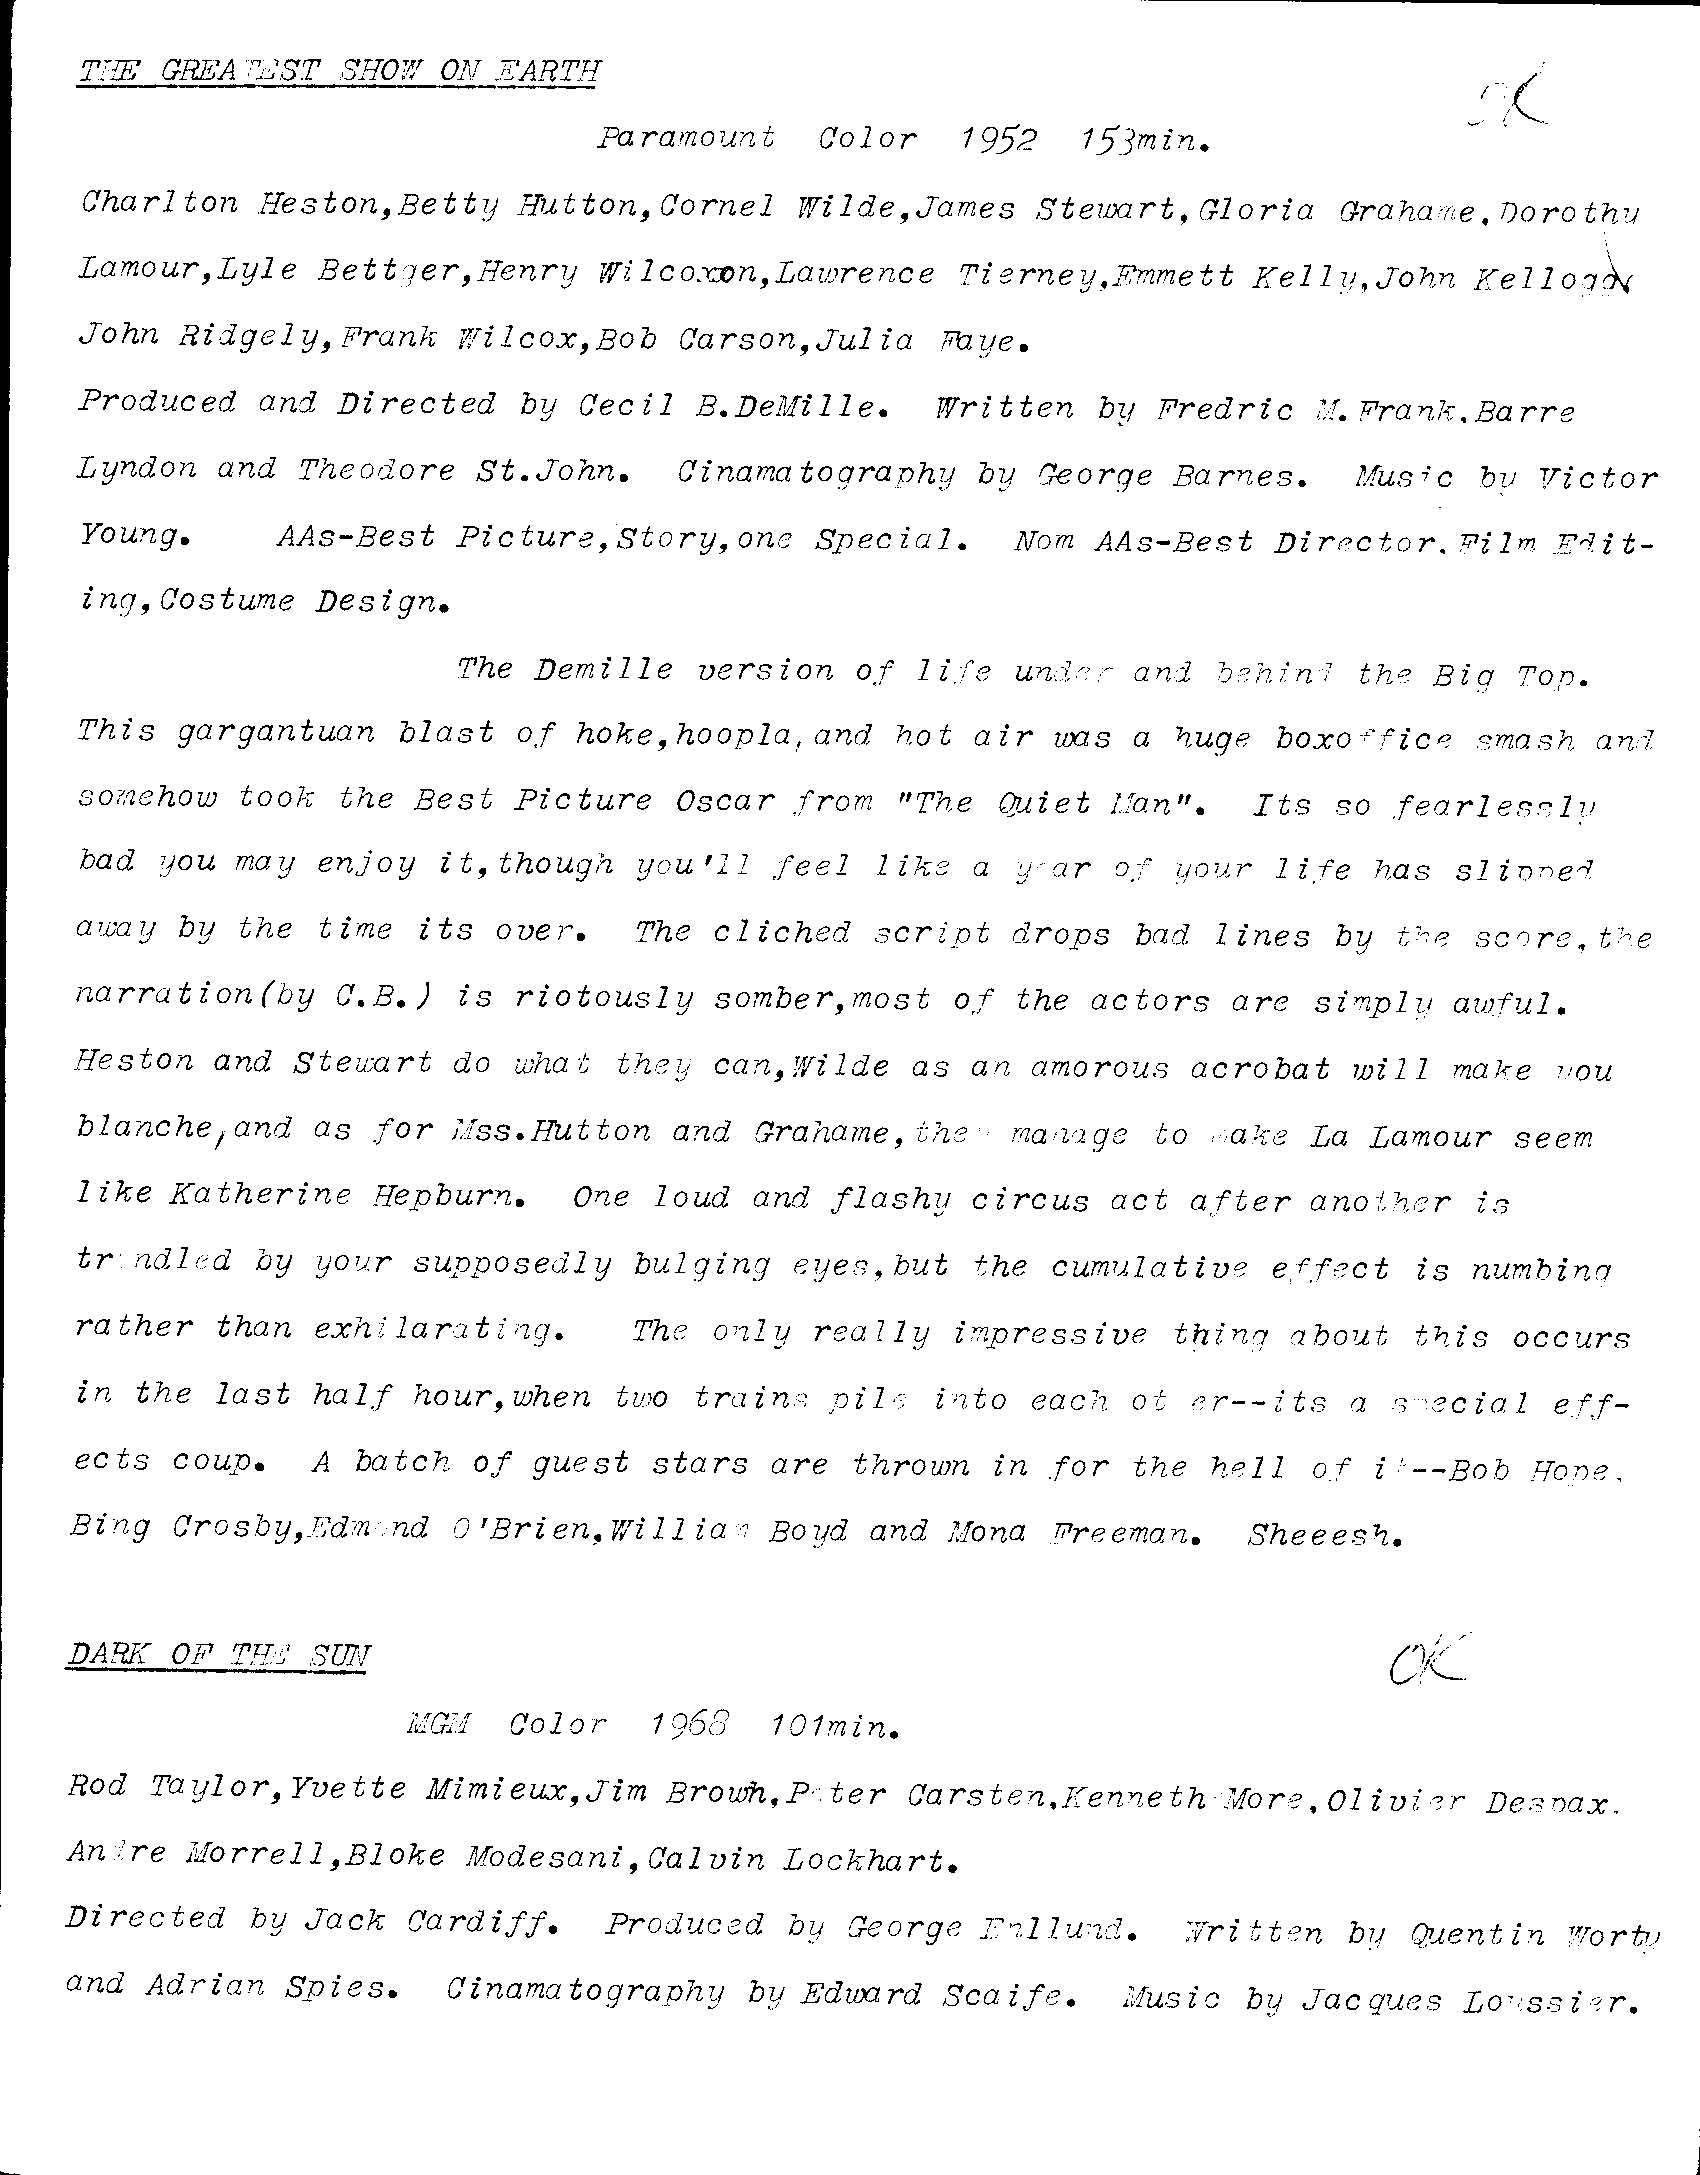 THE GREATEST SHOW ON EARTH
OK
Paramount Color 1952 153min.
Charlton Heston,Betty Hutton,Cornel Wilde,James Stewart,Gloria Grahame,Dorothy
Lamour,Lyle Bettger,Henry Wilcoxon,Lawrence Tierney,Emmett Kelly,John Kellogg,
John Ridgely,Frank Wilcox,Bob Carson,Julia Faye.
Produced and Directed by Cecil B.DeMille. Written by Fredric M.Frank,Barre
Lyndon and Theodore St.John. Cinamatography by George Barnes. Music by Victor
Young. AAs-Best Picture,Story,one Special. Nom AAs-Best Director,Film Edit-
ing,Costume Design.
The Demille version of life under and behind the Big Top.
This gargantuan blast of hoke,hoopla,and hot air was a huge boxoffice smash and
somehow took the Best Picture Oscar from "The Quiet Man". Its so fearlessly
bad you may enjoy it,though you'll feel like a year of your life has slipped
away by the time its over. The cliched script drops bad lines by the score,the
narration(by C.B.) is riotously somber,most of the actors are simply awful.
Heston and Stewart do what they can,Wilde as an amorous acrobat will make you
blanche,and as for Mss.Hutton and Grahame,they manage to make La Lamour seem
like Katherine Hepburn. One loud and flashy circus act after another is
trundled by your supposedly bulging eyes,but the cumulative effect is numbing
rather than exhilarating. The only really impressive thing about this occurs
in the last half hour,when two trains pile into each other--its a special eff-
ects coup. A batch of guest stars are thrown in for the hell of it--Bob Hope,
Bing Crosby,Edmond O'Brien,William Boyd and Mona Freeman. Sheeesh.
DARK OF THE SUN
OK
MGM Color 1968 101min.
Rod Taylor,Yvette Mimieux,Jim Brown,Peter Carsten,Kenneth More,Olivier Despax,
Andre Morrell,Bloke Modesani,Calvin Lockhart.
Directed by Jack Cardiff. Produced by George Enllund. Written by Quentin Worty
and Adrian Spies. Cinamatography by Edward Scaife. Music by Jacques Loussier.